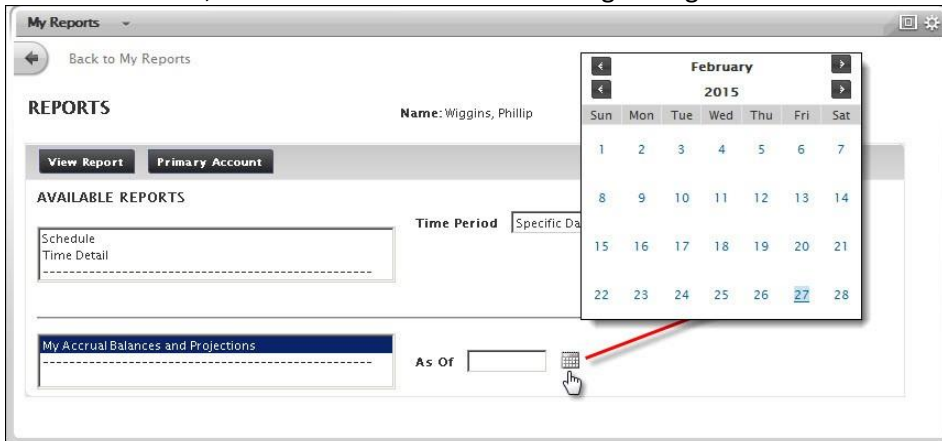 My Reports
Back to My Reports
REPORTS
Name: Wiggins, Phillip
View Report Primary Account
AVAILABLE REPORTS
Time Period Specific Da
Schedule
Time Detail
My Accrual Balances and Projections
As Of
February
2015
Sun Mon Tue Wed Thu Fri Sat
1 2 3 4 5 6 7
8 9 10 11 12 13 14
15 16 17 18 19 20 21
22 23 24 25 26 27 28